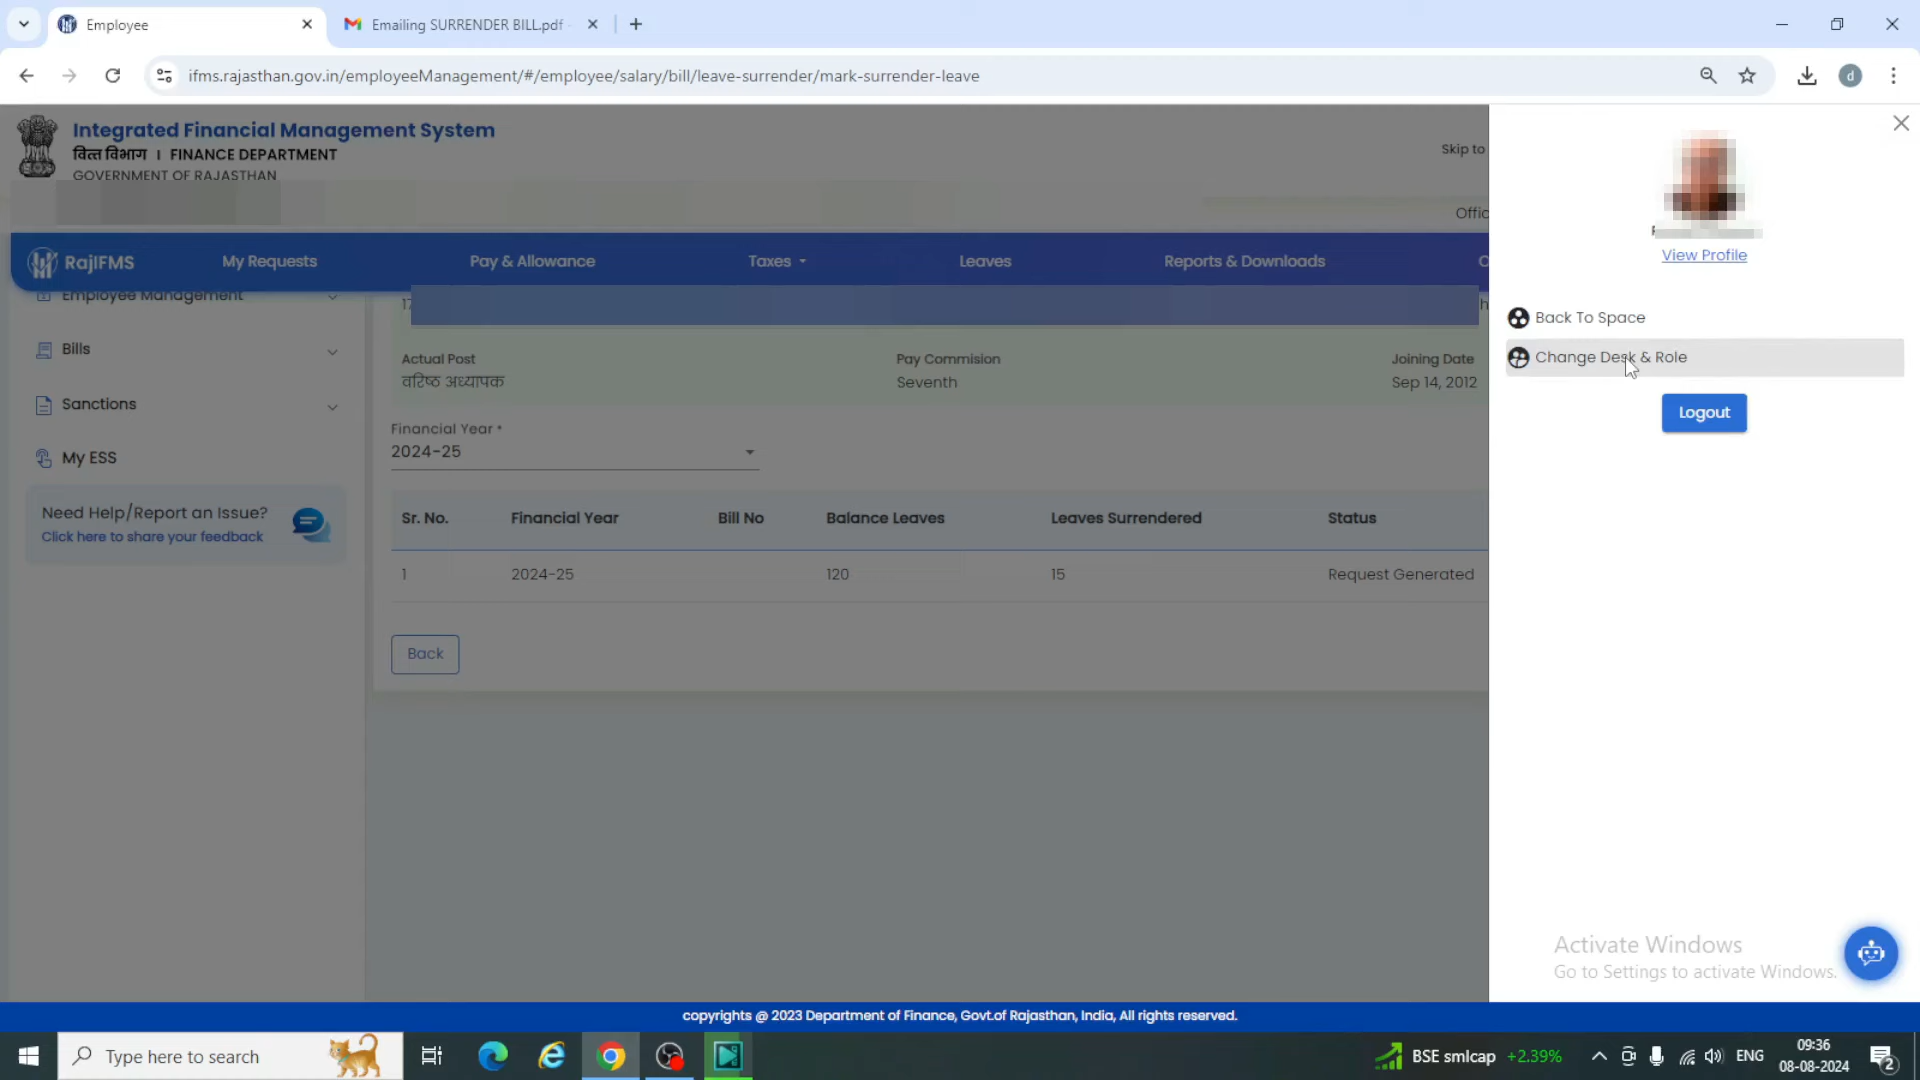 Employee
Emailing SURRENDER BILL.pdf
ifms.rajasthan.gov.in/employeeManagement/#/employee/salary/bill/leave-surrender/mark-surrender-leave
d
Integrated Financial Management System
वित्त विभाग । FINANCE DEPARTMENT
GOVERNMENT OF RAJASTHAN
Skip to
Offic
RajIFMS
My Requests
Pay & Allowance
Taxes
Leaves
Reports & Downloads
View Profile
Back To Space
Change Desk & Role
Logout
Employee Management
Bills
Sanctions
My ESS
Need Help/Report an Issue?
Click here to share your feedback
Actual Post
Pay Commision
Joining Date
वरिष्ठ अध्यापक
Seventh
Sep 14, 2012
Financial Year *
2024-25
Sr. No. Financial Year Bill No Balance Leaves Leaves Surrendered Status
1 2024-25 120 15 Request Generated
Back
Activate Windows
Go to Settings to activate Windows.
copyrights @ 2023 Department of Finance, Govt.of Rajasthan, India, All rights reserved.
Type here to search
BSE smlcap +2.39%
ENG
09:36
08-08-2024
2